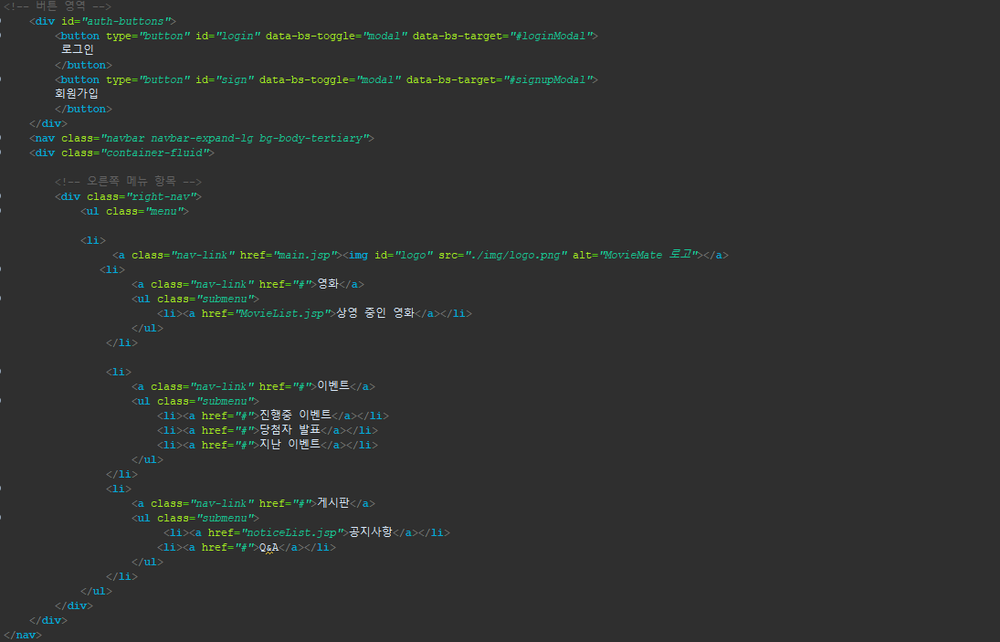 <!-- 버튼 영역 -->
<div id="auth-buttons">
<button type="button" id="login" data-bs-toggle="modal" data-bs-target="#loginModal">
로그인
</button>
<button type="button" id="sign" data-bs-toggle="modal" data-bs-target="#signupModal">
회원가입
</button>
</div>
<nav class="navbar navbar-expand-lg bg-body-tertiary">
<div class="container-fluid">
<!-- 오른쪽 메뉴 항목 -->
<div class="right-nav">
<ul class="menu">
<li>
<a class="nav-link" href="main.jsp"><img id="logo" src="./img/logo.png" alt="MovieMate 로고"></a>
<li>
<a class="nav-link" href="#">영화</a>
<ul class="submenu">
<li><a href="MovieList.jsp">상영 중인 영화</a></li>
</ul>
</li>
<li>
<a class="nav-link" href="#">이벤트</a>
<ul class="submenu">
<li><a href="#">진행중 이벤트</a></li>
<li><a href="#">당첨자 발표</a></li>
<li><a href="#">지난 이벤트</a></li>
</ul>
</li>
<li>
<a class="nav-link" href="#">게시판</a>
<ul class="submenu">
<li><a href="noticeList.jsp">공지사항</a></li>
<li><a href="#">Q&A</a></li>
</ul>
</li>
</ul>
</div>
</div>
</nav>